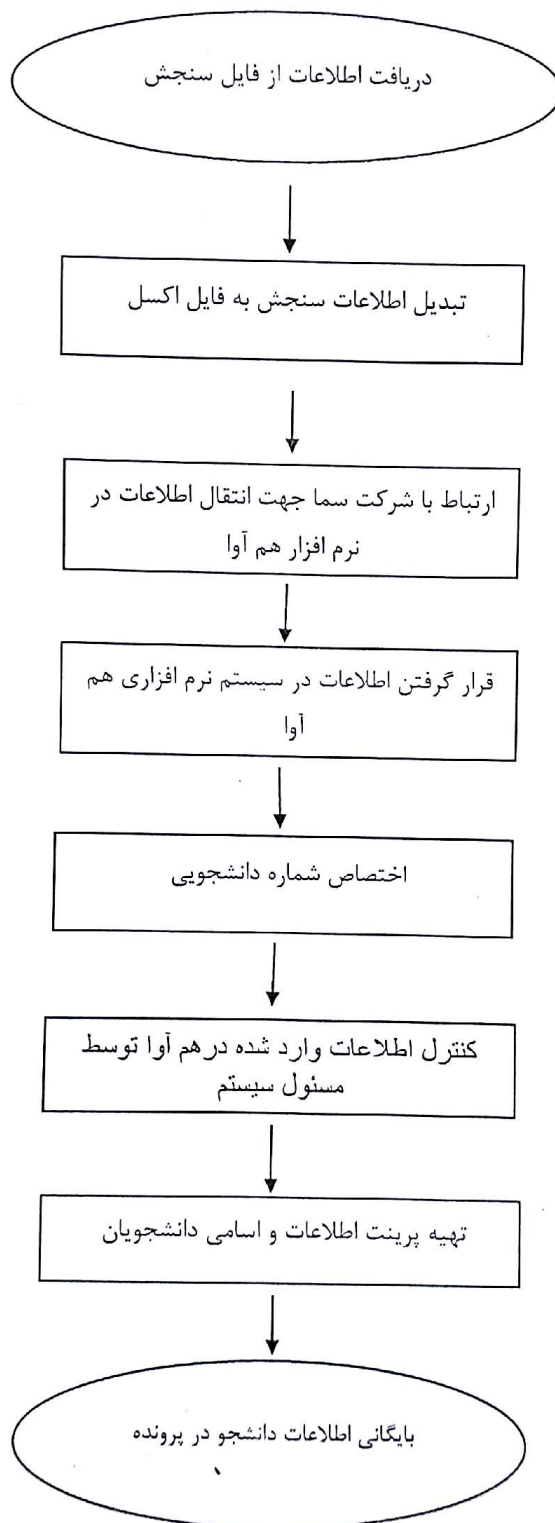 دریافت اطلاعات از فایل سنجش
تبدیل اطلاعات سنجش به فایل اکسل
ارتباط با شرکت سما جهت انتقال اطلاعات در
نرم افزار هم آوا
قرار گرفتن اطلاعات در سیستم نرم افزاری هم
آوا
اختصاص شماره دانشجویی
کنترل اطلاعات وارد شده درهم آوا توسط
مسئول سیستم
تهیه پرینت اطلاعات و اسامی دانشجویان
بایگانی اطلاعات دانشجو در پرونده